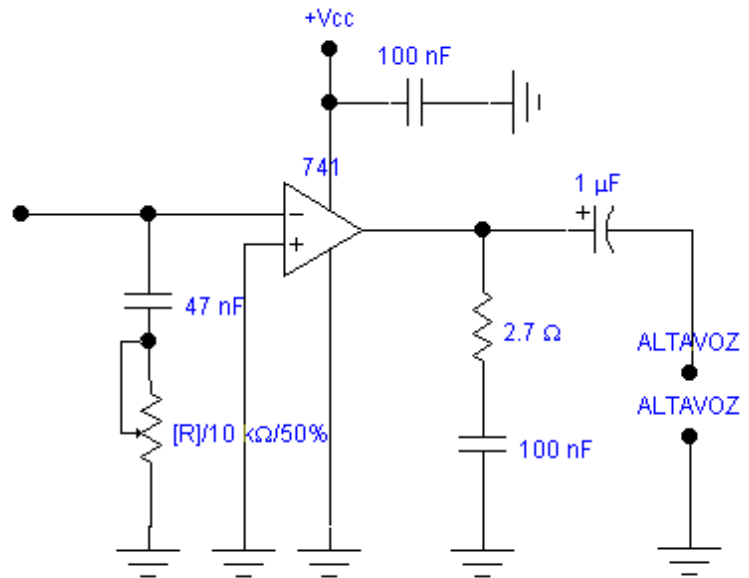 +Vcc
100 nF
741
1 µF
+
−
+
47 nF
2.7 Ω
ALTAVOZ
ALTAVOZ
[R]/10 kΩ/50%
100 nF